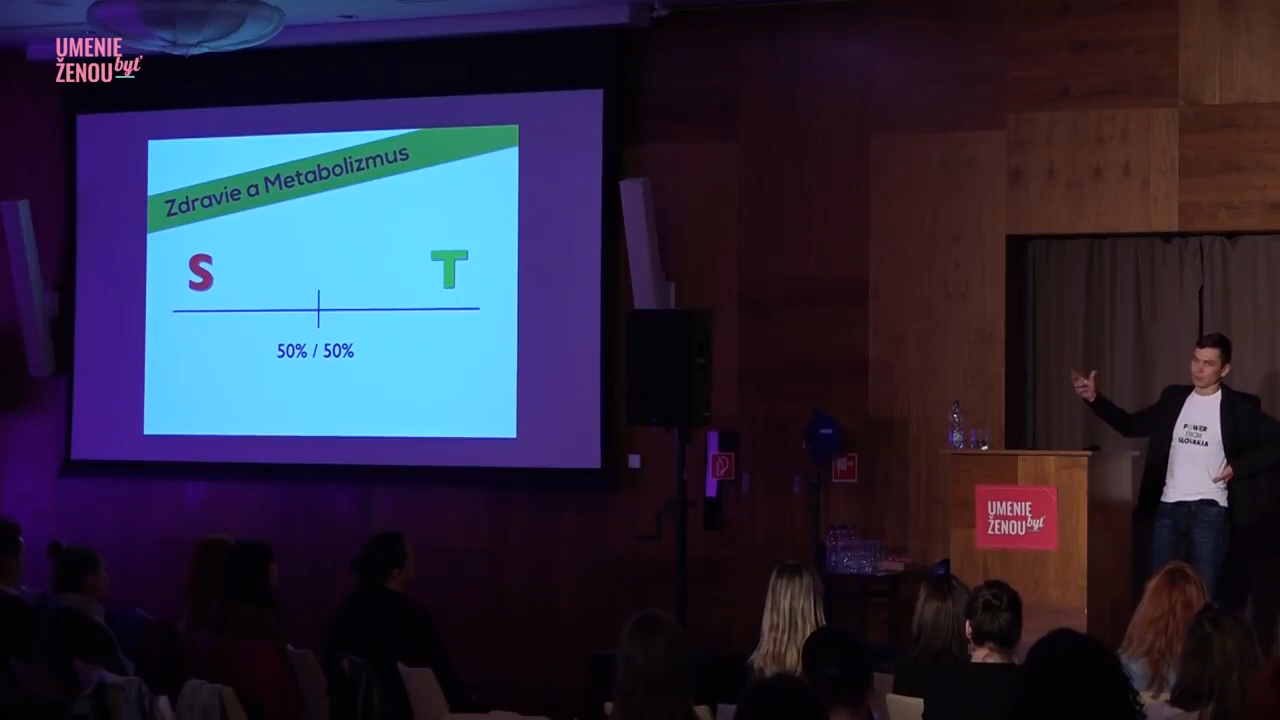 UMENIE
ŽENOU byť
Zdravie a Metabolizmus
S T
50% / 50%
POWER
FROM
SLOVAKIA
UMENIE
ŽENOU byť